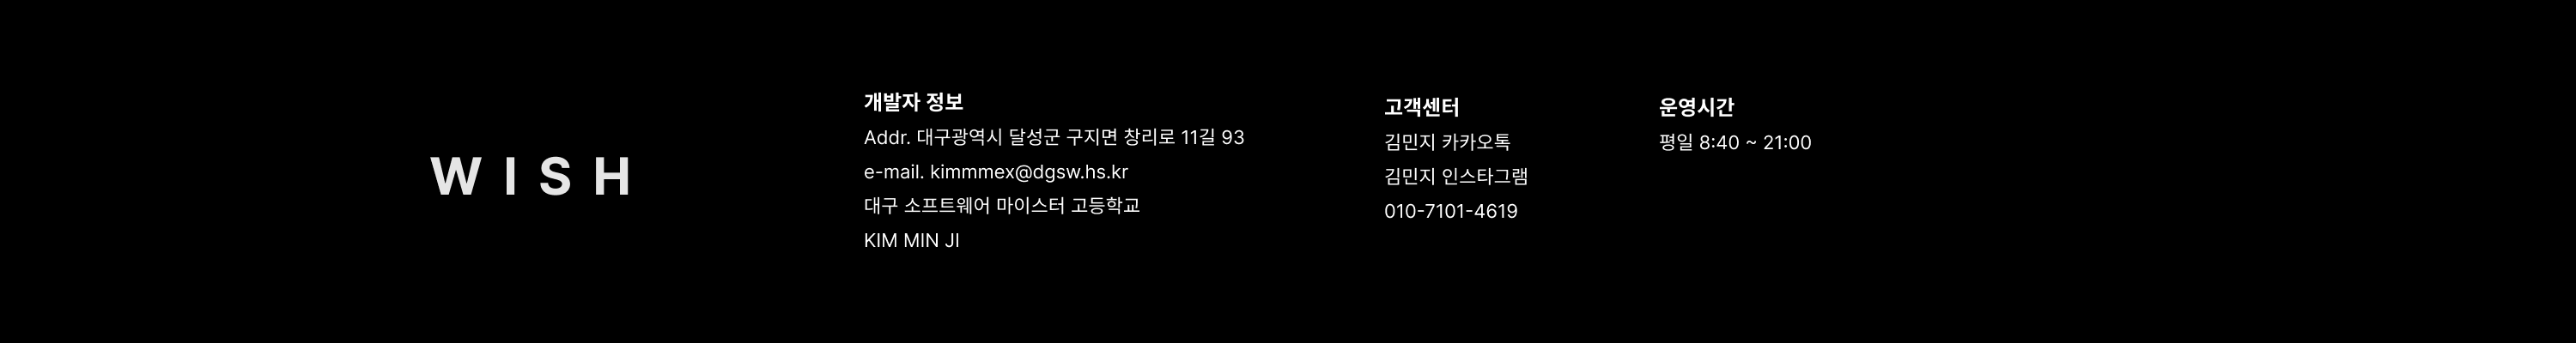 WISH
개발자 정보
Addr. 대구광역시 달성군 구지면 창리로 11길 93
e-mail. kimmmex@dgsw.hs.kr
대구 소프트웨어 마이스터 고등학교
KIM MIN JI
고객센터
김민지 카카오톡
김민지 인스타그램
010-7101-4619
운영시간
평일 8:40 ~ 21:00